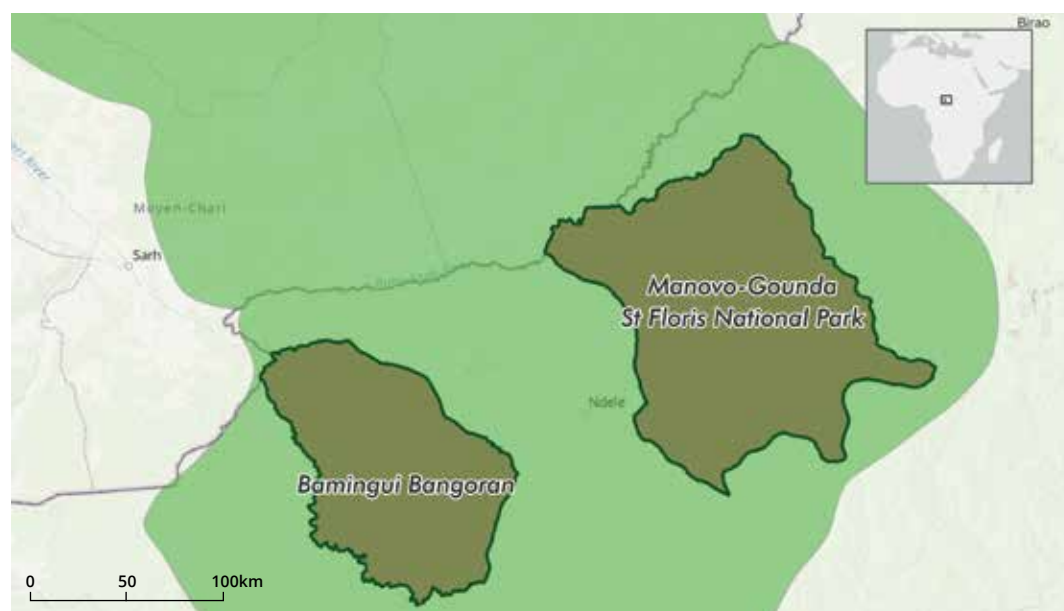 Birao
Moyen-Chari
Sarh
Manovo-Gounda
St Floris National Park
Ndele
Bamingui Bangoran
0 50 100km